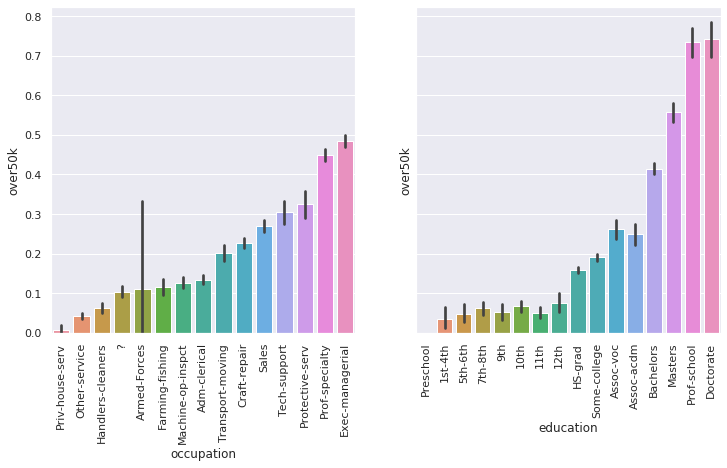 0.8
0.7
0.6
0.5
0.4
0.3
0.2
0.1
0.0
over50k
Priv-house-serv
Other-service
Handlers-cleaners
?
Armed-Forces
Farming-fishing
Machine-op-inspct
Adm-clerical
Transport-moving
Craft-repair
Sales
Tech-support
Protective-serv
Prof-specialty
Exec-managerial
occupation
over50k
Preschool
1st-4th
5th-6th
7th-8th
9th
10th
11th
12th
HS-grad
Some-college
Assoc-voc
Assoc-acdm
Bachelors
Masters
Prof-school
Doctorate
education